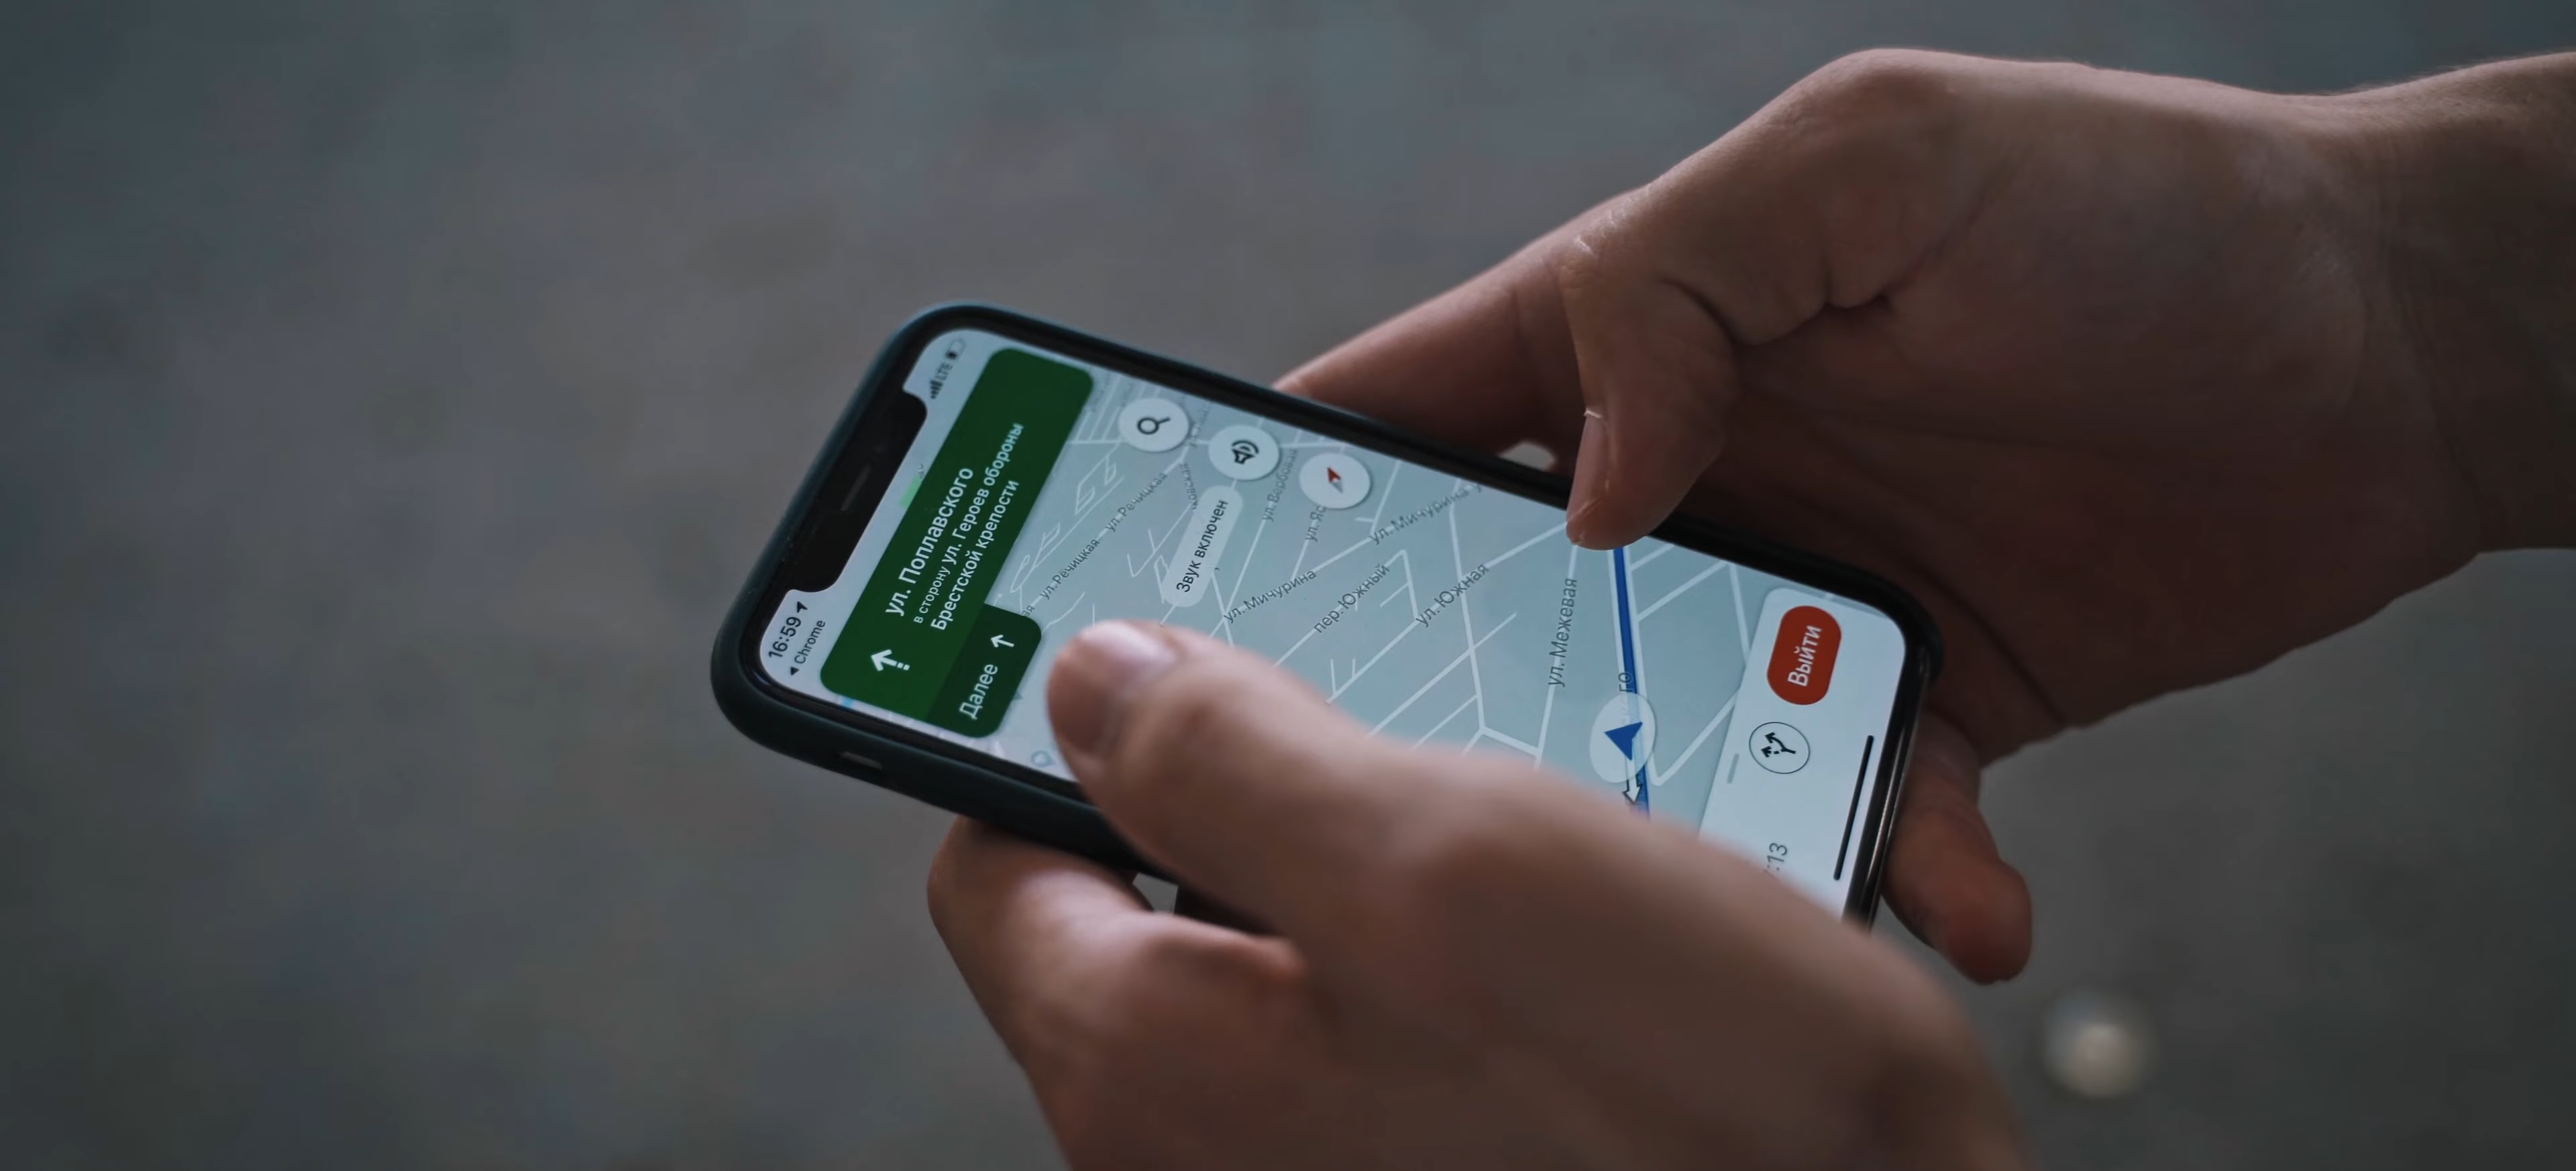 16:59
LTE
◀ Chrome
ул. Поплавского
в сторону ул. Героев обороны
Брестской крепости
Далее
ул. Речицкая
ул. Речицкая
Звук включен
ул. Мичурина
ул. Мичурина
пер. Южный
ул. Южная
ул. Межевая
Выйти